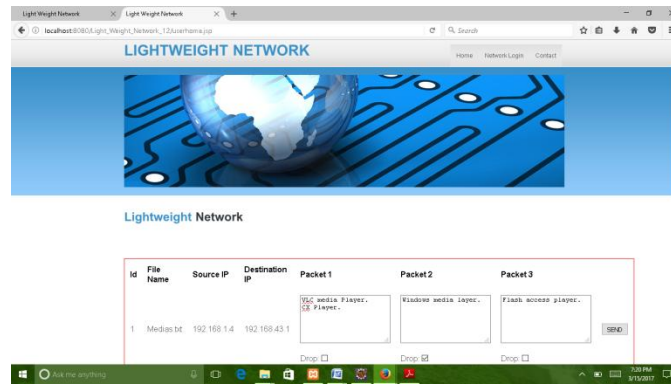 Light Weight Network
Light Weight Network
localhost:8080/Light_Weight_Network_12/userhome.jsp
Search
LIGHTWEIGHT NETWORK
Home Network Login Contact
Lightweight Network
Id File Name Source IP Destination IP Packet 1 Packet 2 Packet 3
1 Medias.txt 192.168.1.4 192.168.43.1
VLC media Player.
CZ Player.
Windows media layer.
Flash access player.
SEND
Drop Drop Drop
Ask me anything
7:20 PM
3/15/2017